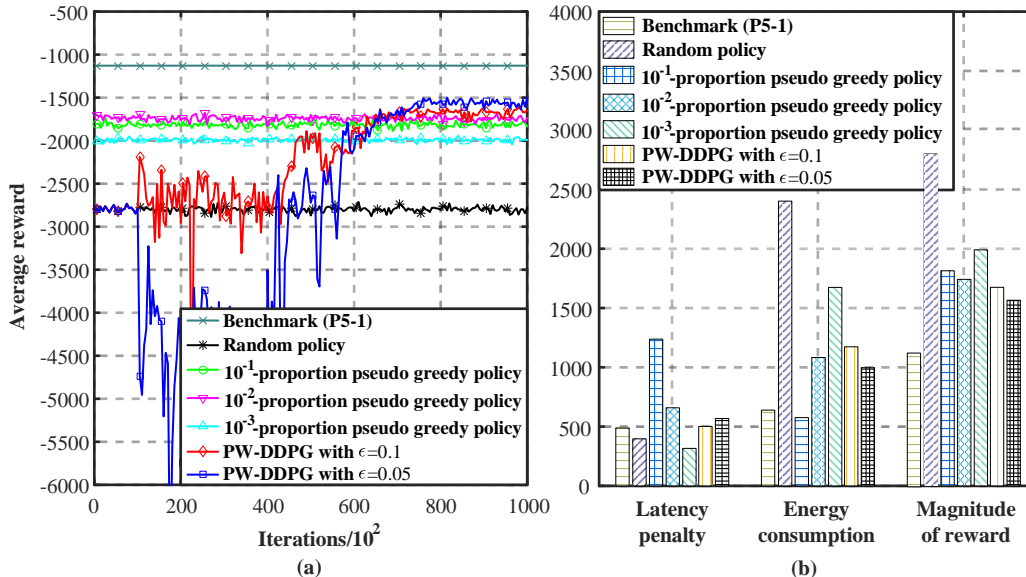 -500
-1000
-1500
-2000
-2500
-3000
-3500
-4000
-4500
-5000
-5500
-6000
Average reward
0
200
400
600
800
1000
Iterations/10²
(a)
Benchmark (P5-1)
Random policy
10⁻¹-proportion pseudo greedy policy
10⁻²-proportion pseudo greedy policy
10⁻³-proportion pseudo greedy policy
PW-DDPG with ϵ=0.1
PW-DDPG with ϵ=0.05
4000
3500
3000
2500
2000
1500
1000
500
0
Benchmark (P5-1)
Random policy
10⁻¹-proportion pseudo greedy policy
10⁻²-proportion pseudo greedy policy
10⁻³-proportion pseudo greedy policy
PW-DDPG with ϵ=0.1
PW-DDPG with ϵ=0.05
Latency
penalty
Energy
consumption
Magnitude
of reward
(b)